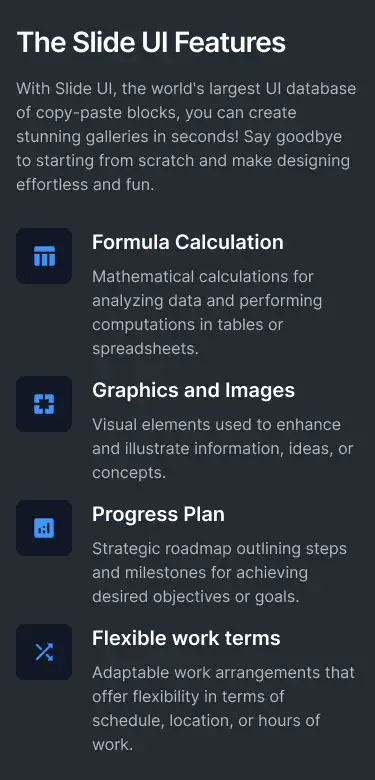 The Slide UI Features
With Slide UI, the world's largest UI database
of copy-paste blocks, you can create
stunning galleries in seconds! Say goodbye
to starting from scratch and make designing
effortless and fun.
Formula Calculation
Mathematical calculations for
analyzing data and performing
computations in tables or
spreadsheets.
Graphics and Images
Visual elements used to enhance
and illustrate information, ideas, or
concepts.
Progress Plan
Strategic roadmap outlining steps
and milestones for achieving
desired objectives or goals.
Flexible work terms
Adaptable work arrangements that
offer flexibility in terms of
schedule, location, or hours of
work.